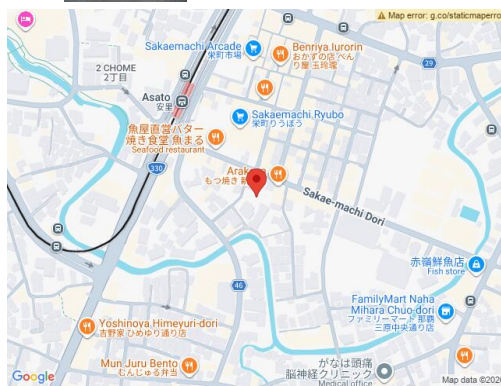 Map error: g.co/staticmaperro
Sakaemachi Arcade
栄町市場
Benriya.Iurorin
おかずの店 べん
り屋 玉玲瓏
29
2 CHOME
2丁目
Asato
安里
Sakaemachi Ryubo
栄町りうぼう
魚屋直営バター
焼き食堂 魚まる
Seafood restaurant
330
Arak
もつ焼き
Sakae-machi Dori
赤嶺鮮魚店
Fish store
46
FamilyMart Naha
Mihara Chuo-dori
ファミリーマート 那覇
三原中央通り店
Yoshinoya Himeyuri-dori
吉野家 ひめゆり通り店
Mun Juru Bento
むんじゅる弁当
がなは頭痛
脳神経クリニック
Medical office
Google
Map data ©202